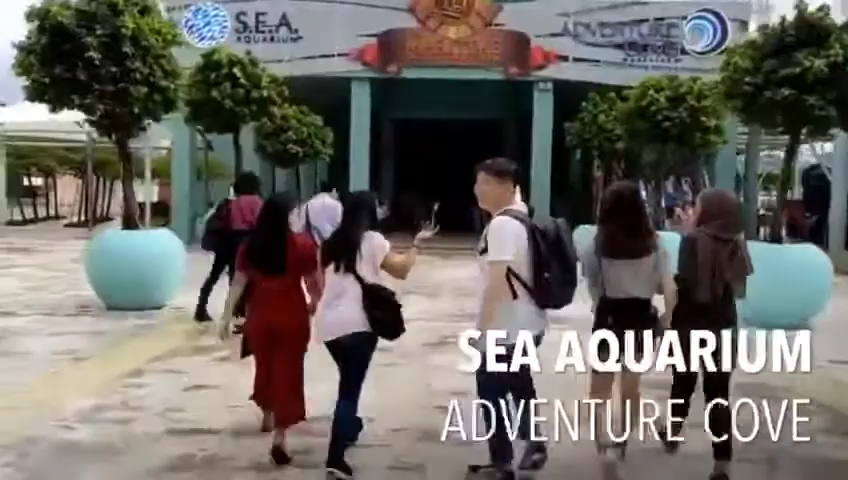 S.E.A.
AQUARIUM
ADVENTURE
SEA AQUARIUM
ADVENTURE COVE